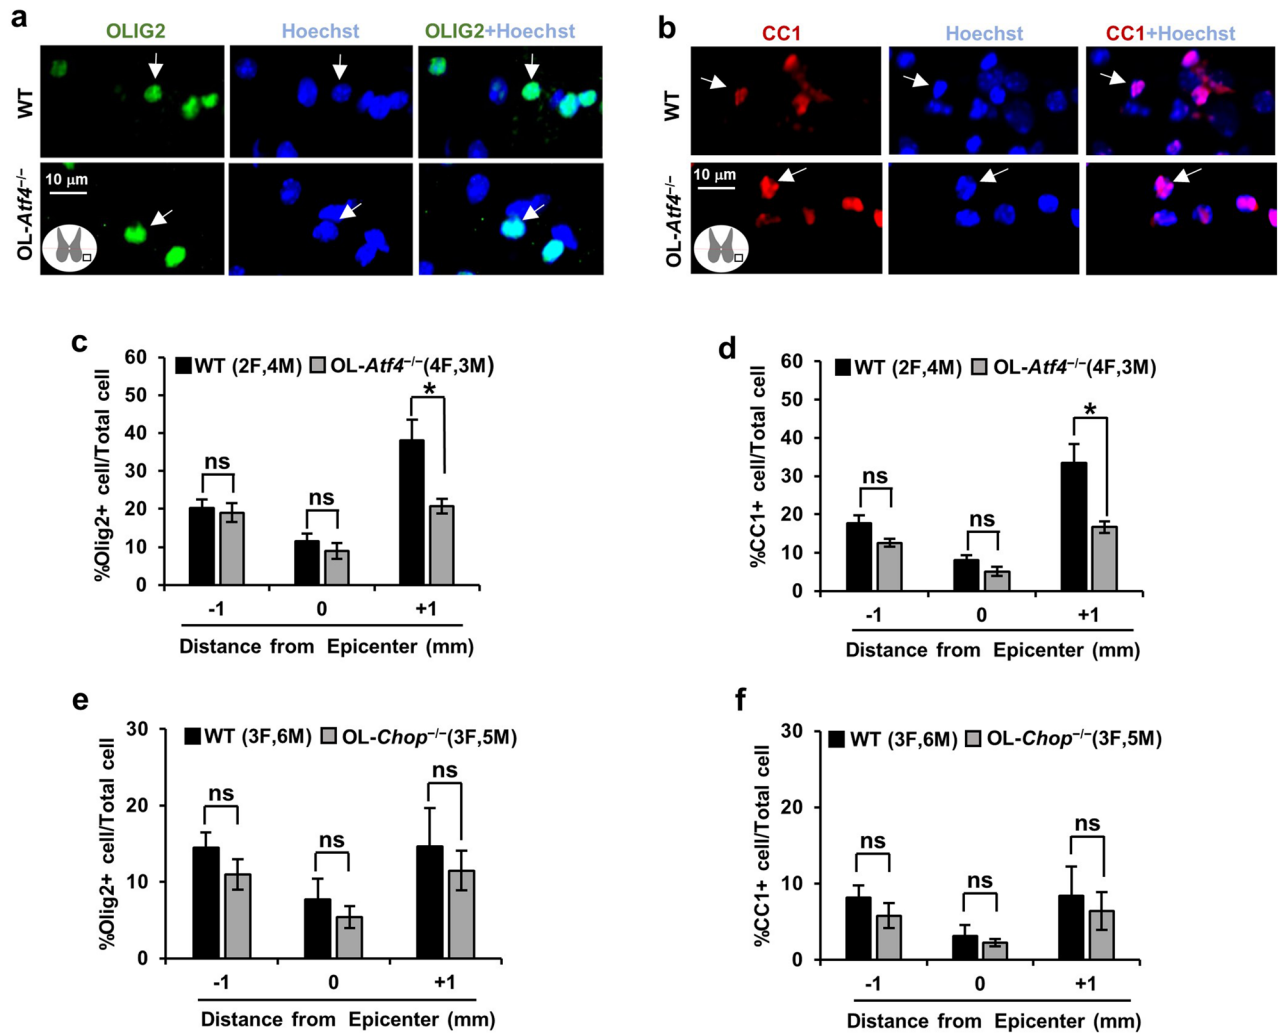 a
OLIG2 Hoechst OLIG2+Hoechst
WT
OL-Atf4−/−
10 μm
b
CC1 Hoechst CC1+Hoechst
WT
OL-Atf4−/−
10 μm
c
WT (2F,4M) OL-Atf4−/−(4F,3M)
%Olig2+ cell/Total cell
60
50
40
30
20
10
0
ns
ns
*
-1 0 +1
Distance from Epicenter (mm)
d
WT (2F,4M) OL-Atf4−/−(4F,3M)
%CC1+ cell/Total cell
60
50
40
30
20
10
0
ns
ns
*
-1 0 +1
Distance from Epicenter (mm)
e
WT (3F,6M) OL-Chop−/−(3F,5M)
%Olig2+ cell/Total cell
30
20
10
0
ns
ns
ns
-1 0 +1
Distance from Epicenter (mm)
f
WT (3F,6M) OL-Chop−/−(3F,5M)
%CC1+ cell/Total cell
30
20
10
0
ns
ns
ns
-1 0 +1
Distance from Epicenter (mm)